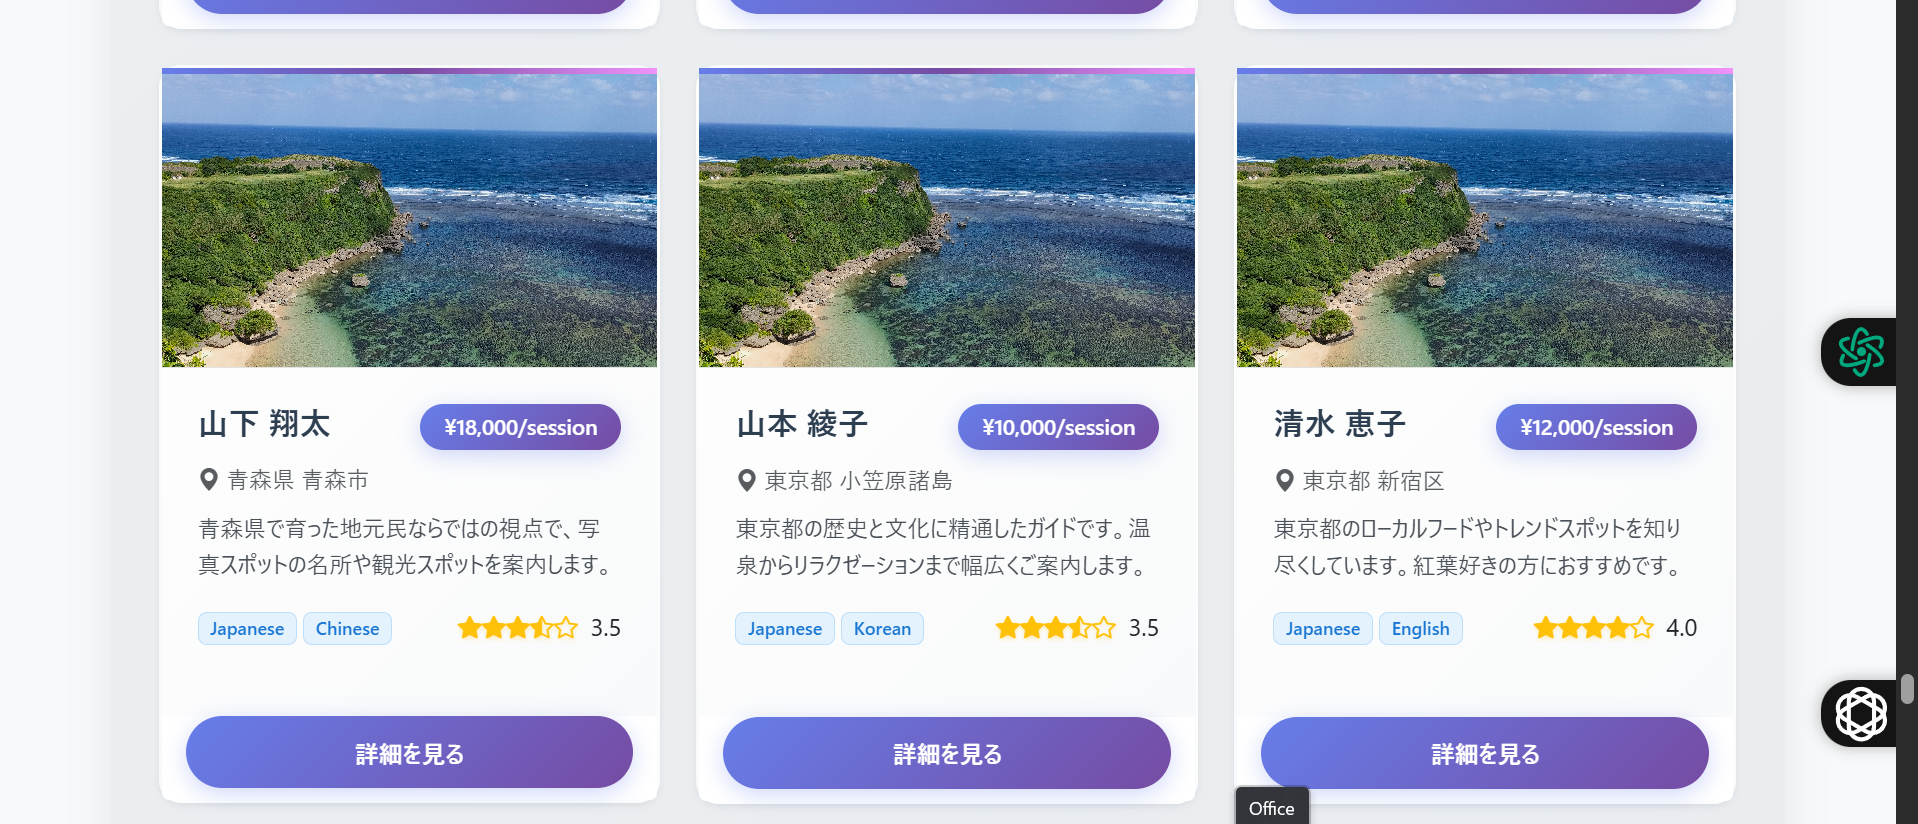 山下 翔太
¥18,000/session
青森県 青森市
青森県で育った地元民ならではの視点で、写
真スポットの名所や観光スポットを案内します。
Japanese
Chinese
3.5
詳細を見る
山本 綾子
¥10,000/session
東京都 小笠原諸島
東京都の歴史と文化に精通したガイドです。温
泉からリラクゼーションまで幅広くご案内します。
Japanese
Korean
3.5
詳細を見る
清水 恵子
¥12,000/session
東京都 新宿区
東京都のローカルフードやトレンドスポットを知り
尽くしています。紅葉好きの方におすすめです。
Japanese
English
4.0
詳細を見る
Office